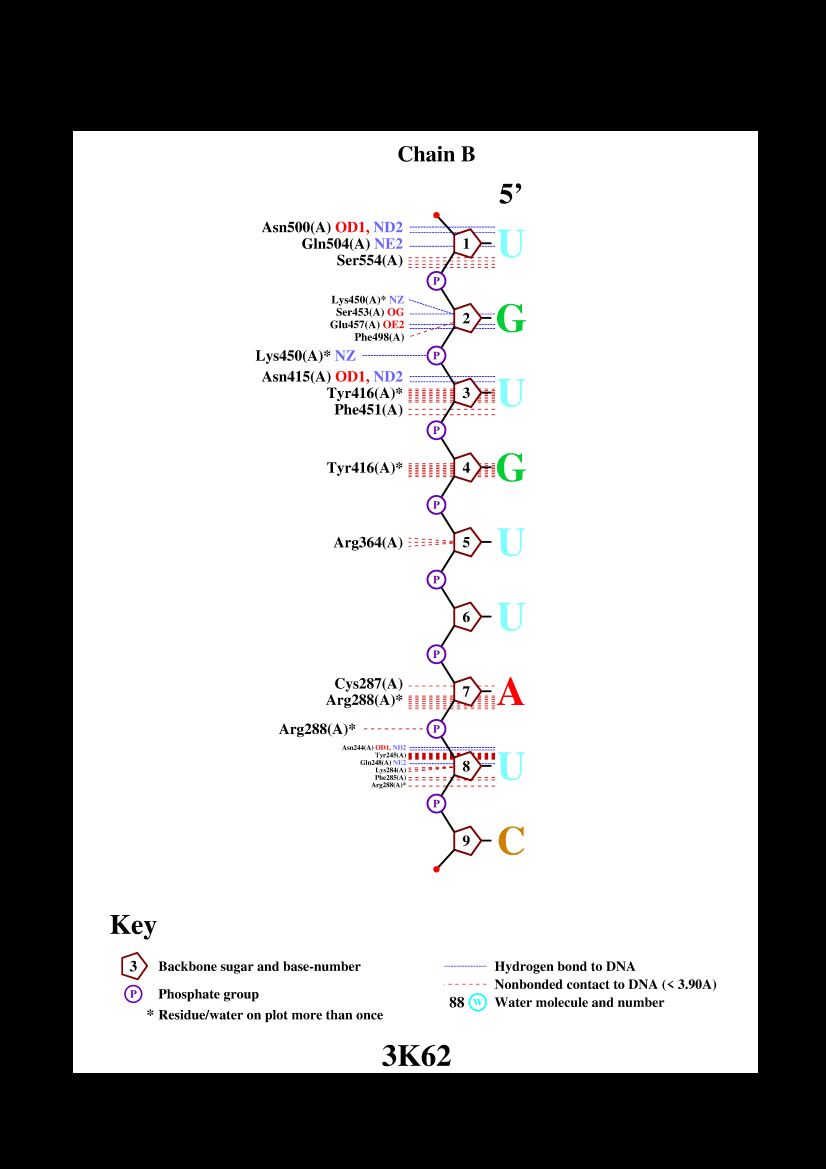 Chain B
5’
Asn500(A) OD1, ND2
Gln504(A) NE2
1 U
Ser554(A)
P
Lys450(A)* NZ
Ser453(A) OG
2 G
Glu457(A) OE2
Phe498(A)
Lys450(A)* NZ P
Asn415(A) OD1, ND2
Tyr416(A)* 3 U
Phe451(A)
P
Tyr416(A)* 4 G
P
Arg364(A) 5 U
P
6 U
P
Cys287(A)
7 A
Arg288(A)*
Arg288(A)* P
Asn244(A) OD1, ND2
Tyr245(A)
Gln248(A) NE2
8 U
Lys284(A)
Phe285(A)
Arg288(A)*
P
9 C
Key
3 Backbone sugar and base-number
P Phosphate group
* Residue/water on plot more than once
Hydrogen bond to DNA
Nonbonded contact to DNA (< 3.90A)
88 W Water molecule and number
3K62